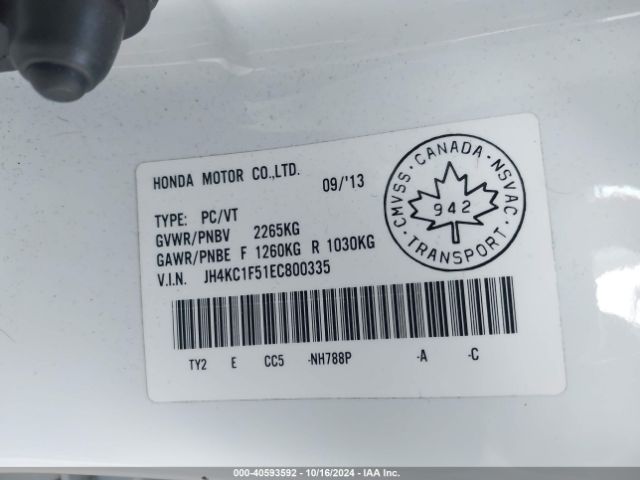 HONDA MOTOR CO.,LTD. 09/'13
TYPE: PC/VT
GVWR/PNBV 2265KG
GAWR/PNBE F 1260KG R 1030KG
V.I.N. JH4KC1F51EC800335
CMVSS · CANADA · NSVAC
942
TRANSPORT
TY2 E CC5 -NH788P -A -C
000-40593592 - 10/16/2024 - IAA Inc.